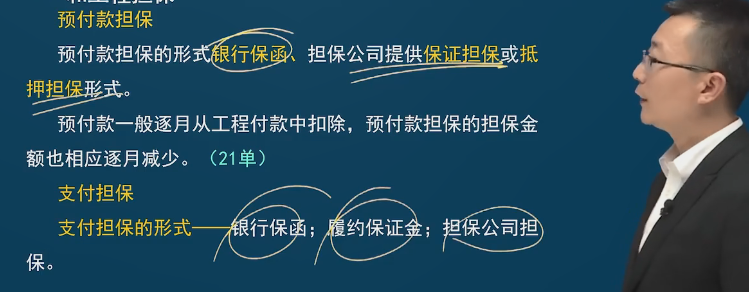 和工程担保
预付款担保
预付款担保的形式银行保函、担保公司提供保证担保或抵
押担保形式。
预付款一般逐月从工程付款中扣除，预付款担保的担保金
额也相应逐月减少。（21单）
支付担保
支付担保的形式——银行保函；履约保证金；担保公司担
保。